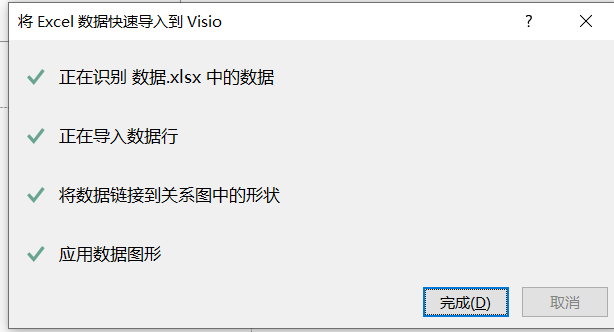 将 Excel 数据快速导入到 Visio
?
正在识别 数据.xlsx 中的数据
正在导入数据行
将数据链接到关系图中的形状
应用数据图形
完成(D)
取消